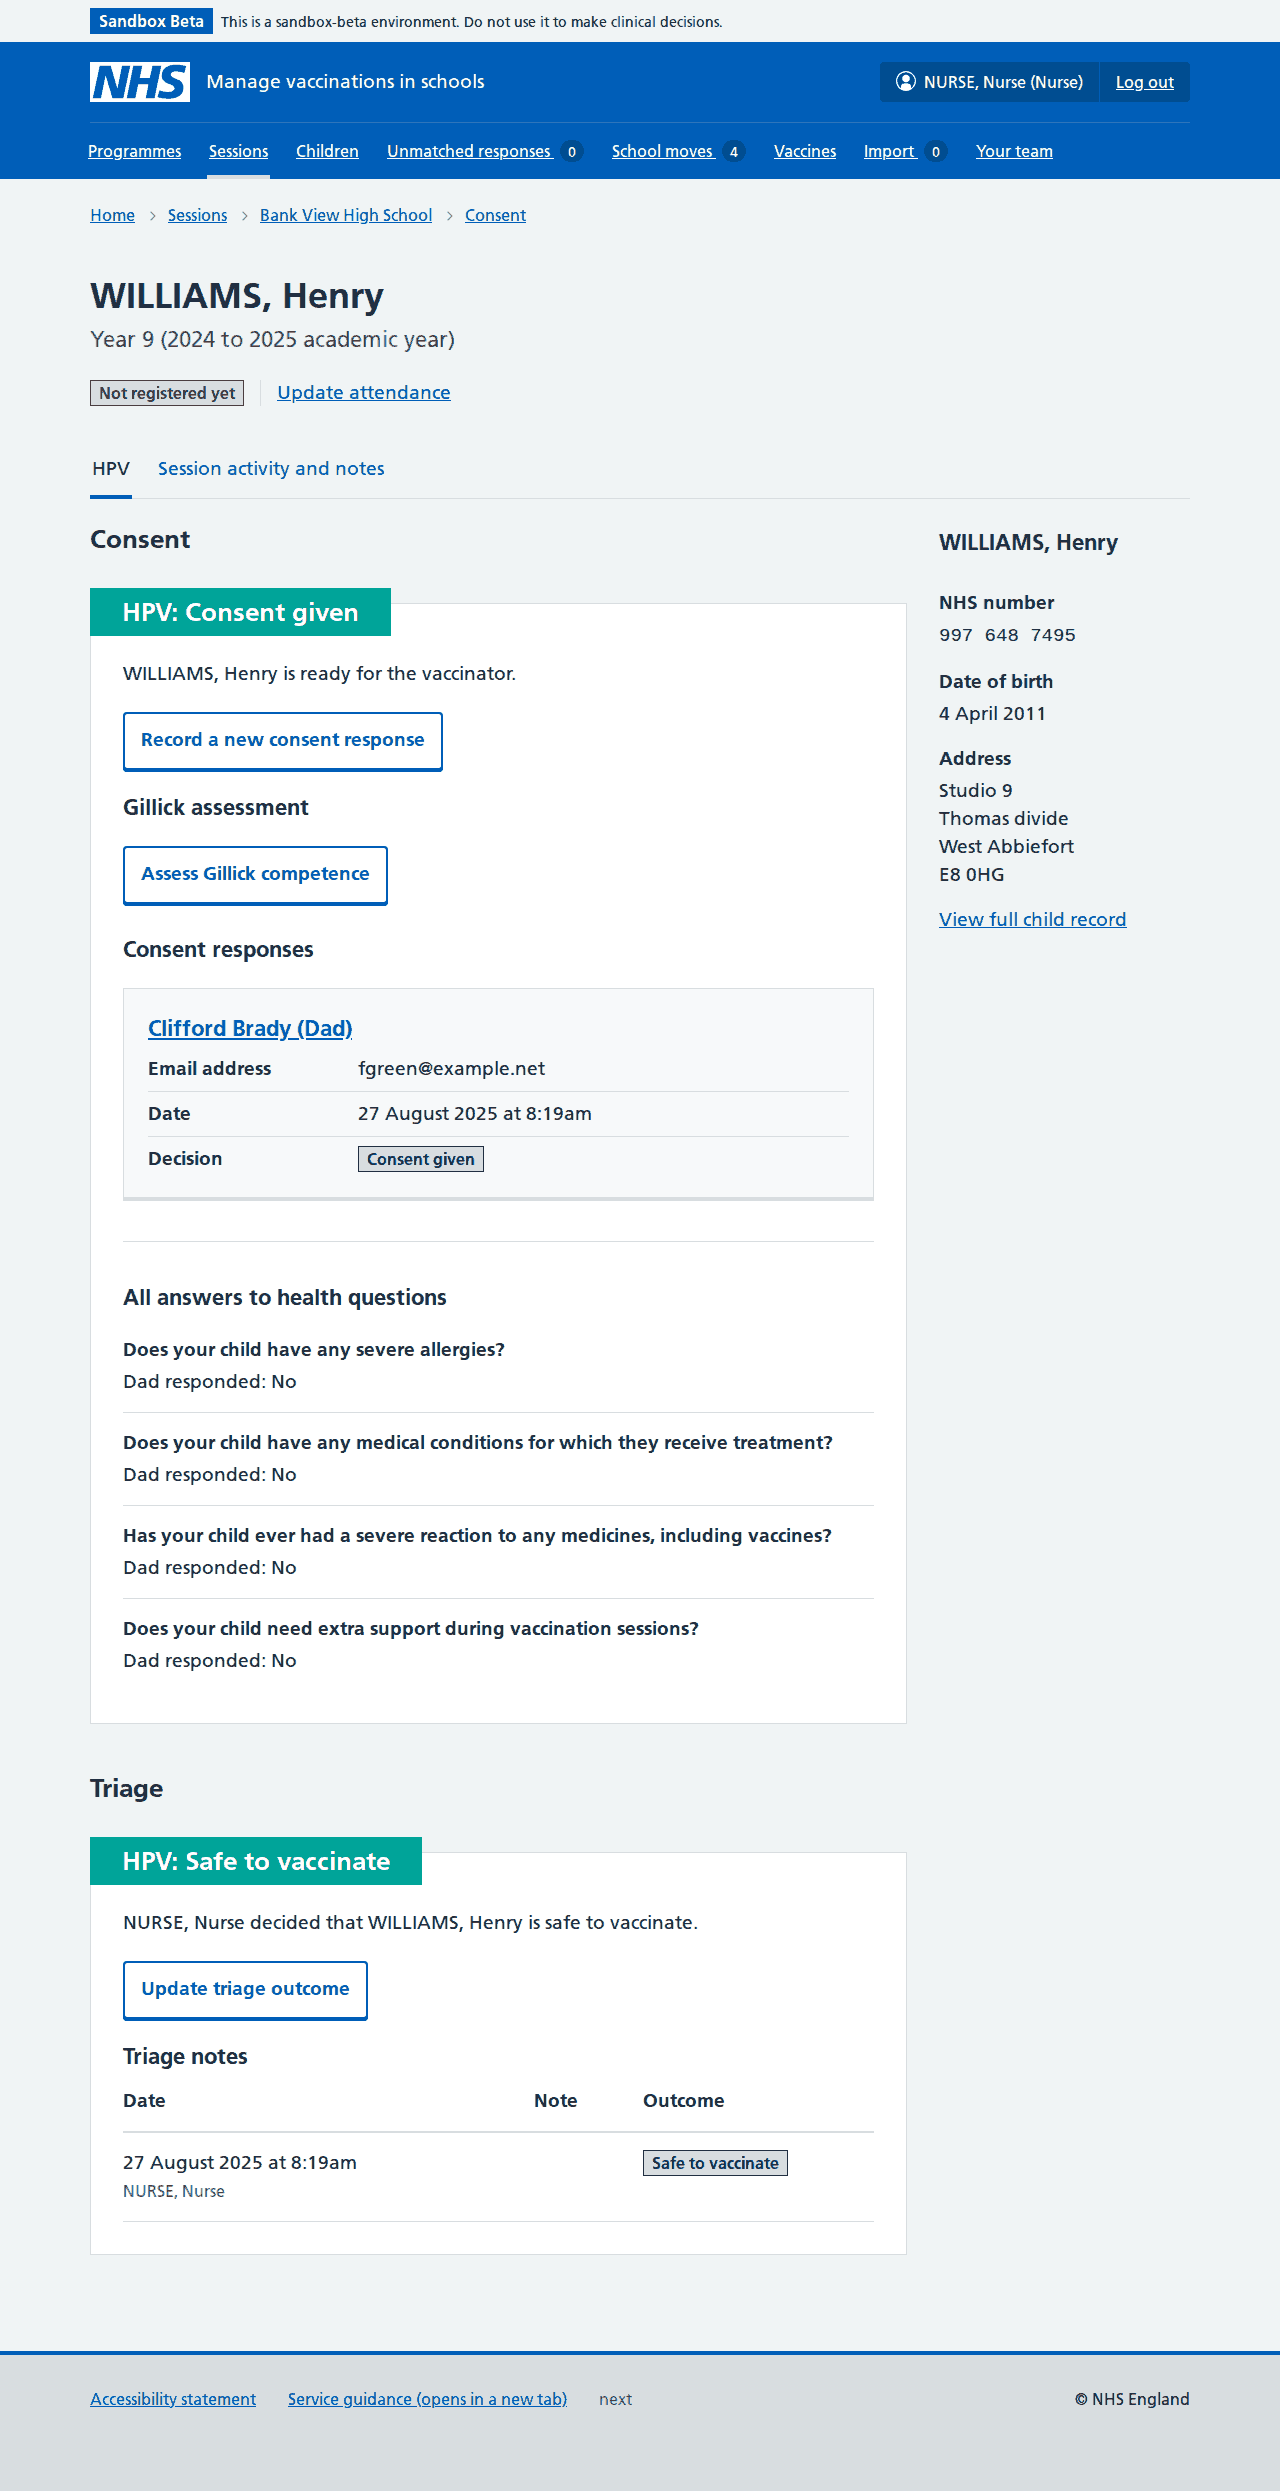 Sandbox Beta This is a sandbox-beta environment. Do not use it to make clinical decisions.
NHS Manage vaccinations in schools NURSE, Nurse (Nurse) Log out
Programmes Sessions Children Unmatched responses 0 School moves 4 Vaccines Import 0 Your team
Home Sessions Bank View High School Consent
WILLIAMS, Henry
Year 9 (2024 to 2025 academic year)
Not registered yet Update attendance
HPV Session activity and notes
Consent
HPV: Consent given
WILLIAMS, Henry is ready for the vaccinator.
Record a new consent response
Gillick assessment
Assess Gillick competence
Consent responses
Clifford Brady (Dad)
Email address fgreen@example.net
Date 27 August 2025 at 8:19am
Decision Consent given
All answers to health questions
Does your child have any severe allergies?
Dad responded: No
Does your child have any medical conditions for which they receive treatment?
Dad responded: No
Has your child ever had a severe reaction to any medicines, including vaccines?
Dad responded: No
Does your child need extra support during vaccination sessions?
Dad responded: No
WILLIAMS, Henry
NHS number
997 648 7495
Date of birth
4 April 2011
Address
Studio 9
Thomas divide
West Abbiefort
E8 0HG
View full child record
Triage
HPV: Safe to vaccinate
NURSE, Nurse decided that WILLIAMS, Henry is safe to vaccinate.
Update triage outcome
Triage notes
Date Note Outcome
27 August 2025 at 8:19am Safe to vaccinate
NURSE, Nurse
Accessibility statement Service guidance (opens in a new tab) next © NHS England